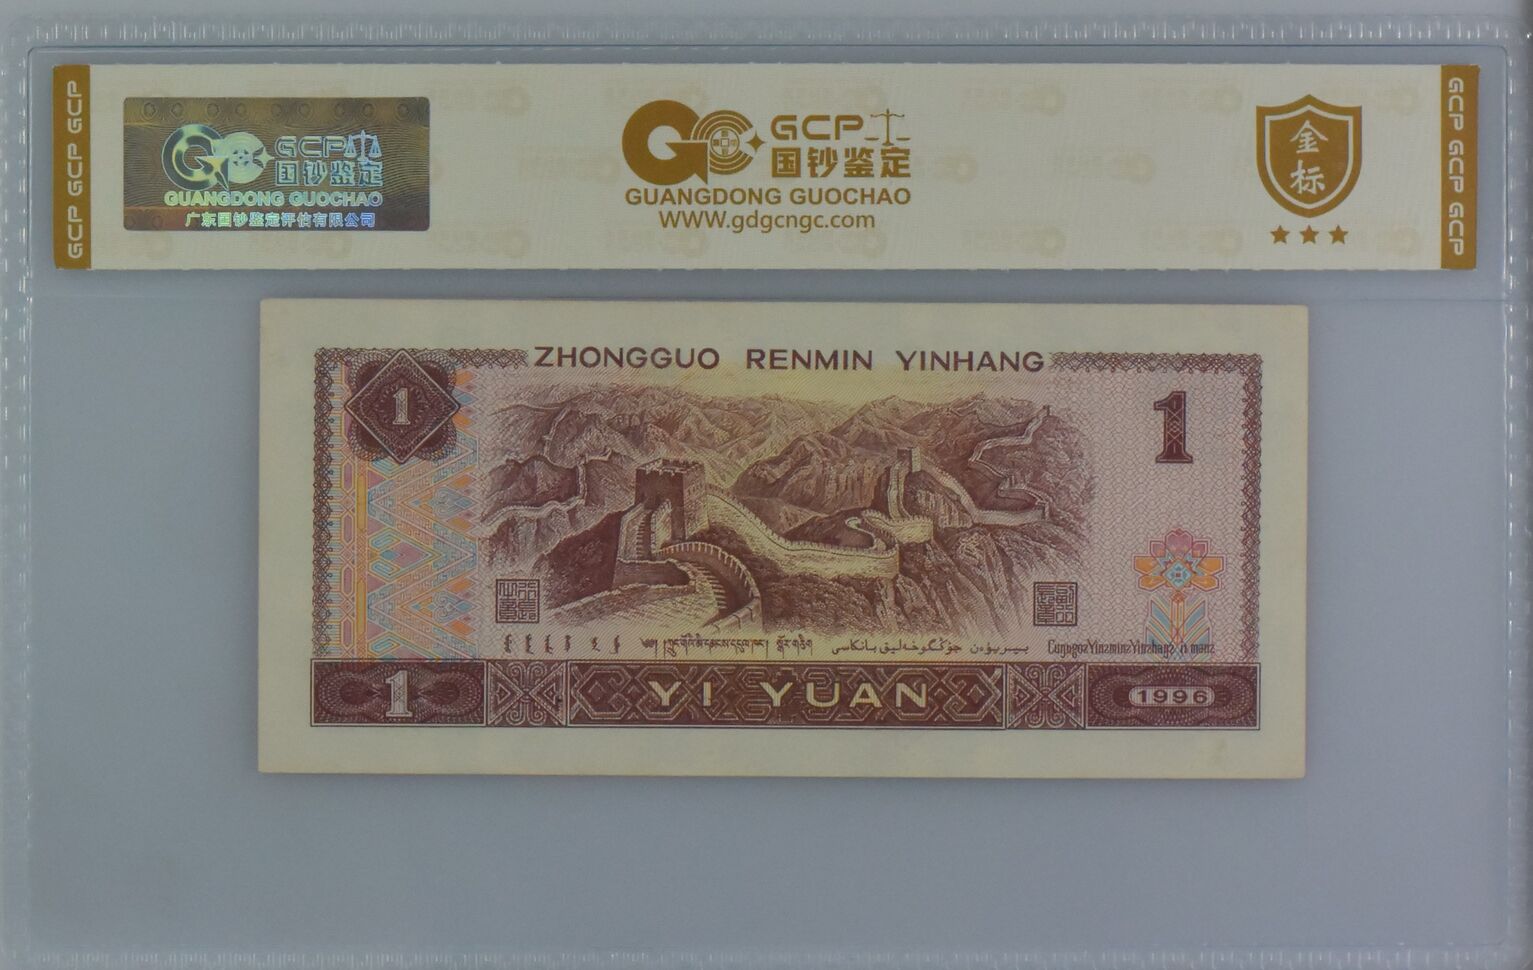 GCP GCP GCP
GCP 国钞鉴定
GUANGDONG GUOCHAO
广东国钞鉴定评估有限公司
GCP
国钞鉴定
GUANGDONG GUOCHAO
WWW.gdgcngc.com
金标
GCP GCP GCP
ZHONGGUO RENMIN YINHANG
1
1
YI YUAN
1
1996